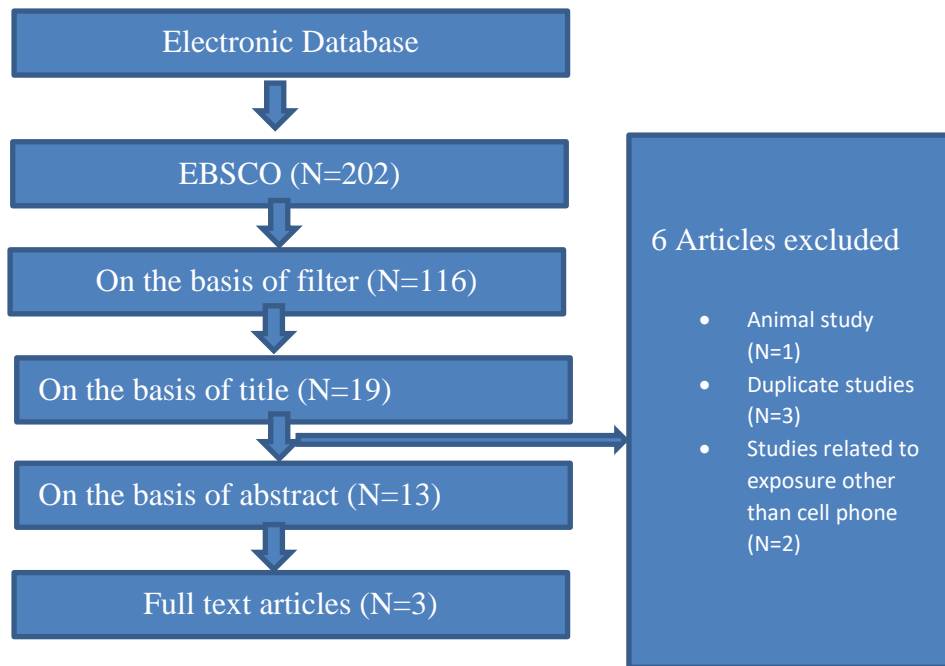 Electronic Database
EBSCO (N=202)
On the basis of filter (N=116)
On the basis of title (N=19)
On the basis of abstract (N=13)
Full text articles (N=3)
6 Articles excluded
• Animal study
(N=1)
• Duplicate studies
(N=3)
• Studies related to
exposure other
than cell phone
(N=2)